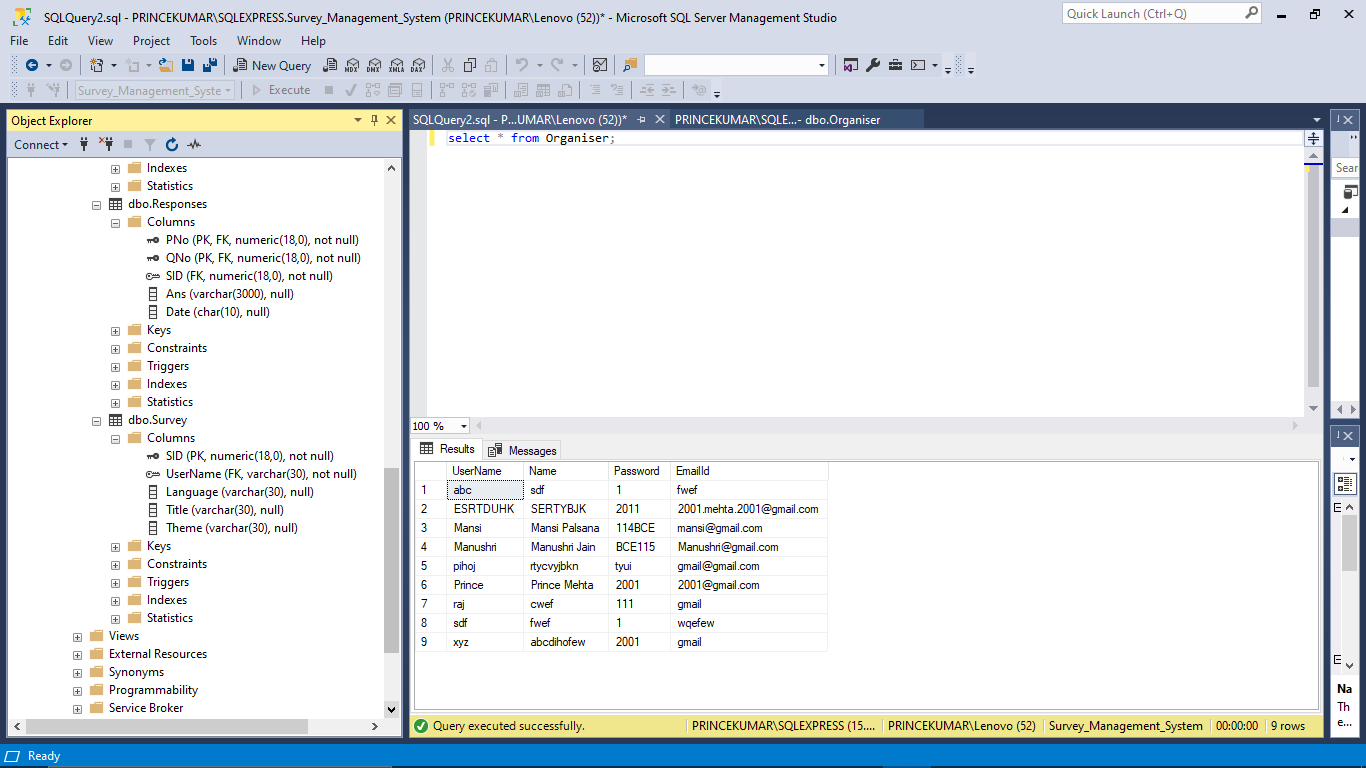 SQLQuery2.sql - PRINCEKUMAR\SQLEXPRESS.Survey_Management_System (PRINCEKUMAR\Lenovo (52))* - Microsoft SQL Server Management Studio
Quick Launch (Ctrl+Q)
File Edit View Project Tools Window Help
New Query MDX DMX XMLA DAX
Survey_Management_Syste Execute
Object Explorer
Connect
Indexes
Statistics
dbo.Responses
Columns
PNo (PK, FK, numeric(18,0), not null)
QNo (PK, FK, numeric(18,0), not null)
SID (FK, numeric(18,0), not null)
Ans (varchar(3000), null)
Date (char(10), null)
Keys
Constraints
Triggers
Indexes
Statistics
dbo.Survey
Columns
SID (PK, numeric(18,0), not null)
UserName (FK, varchar(30), not null)
Language (varchar(30), null)
Title (varchar(30), null)
Theme (varchar(30), null)
Keys
Constraints
Triggers
Indexes
Statistics
Views
External Resources
Synonyms
Programmability
Service Broker
SQLQuery2.sql - P...UMAR\Lenovo (52))* PRINCEKUMAR\SQLE...- dbo.Organiser
select * from Organiser;
100 %
Results Messages
UserName Name Password EmailId
1 abc sdf 1 fwef
2 ESRTDUHK SERTYBJK 2011 2001.mehta.2001@gmail.com
3 Mansi Mansi Palsana 114BCE mansi@gmail.com
4 Manushri Manushri Jain BCE115 Manushri@gmail.com
5 pihoj rtycvyjbkn tyui gmail@gmail.com
6 Prince Prince Mehta 2001 2001@gmail.com
7 raj cwef 111 gmail
8 sdf fwef 1 wqefew
9 xyz abcdihofew 2001 gmail
Query executed successfully. PRINCEKUMAR\SQLEXPRESS (15.... PRINCEKUMAR\Lenovo (52) Survey_Management_System 00:00:00 9 rows
Sear
Na
Th
e...
Ready